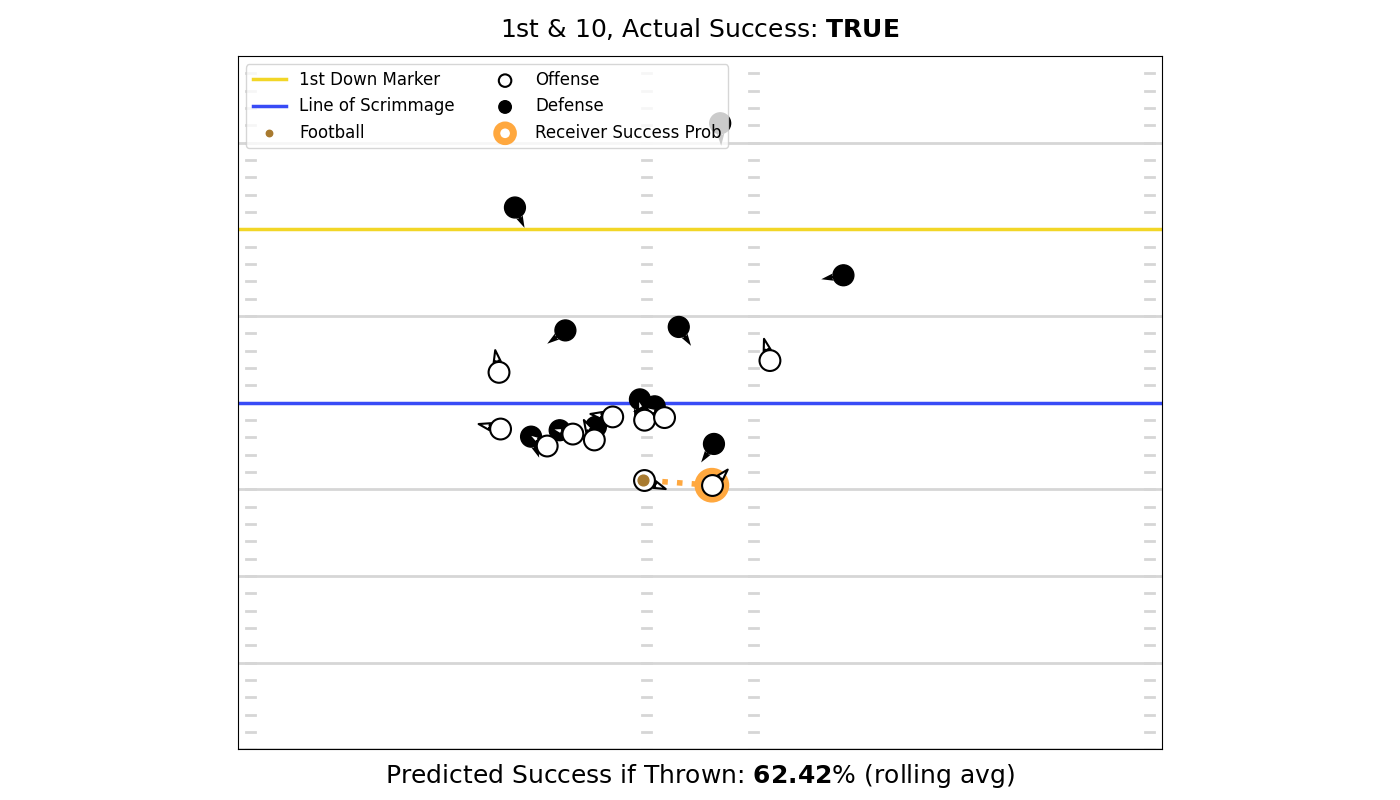 1st & 10, Actual Success: TRUE
1st Down Marker
Line of Scrimmage
Football
Offense
Defense
Receiver Success Prob
Predicted Success if Thrown: 62.42% (rolling avg)